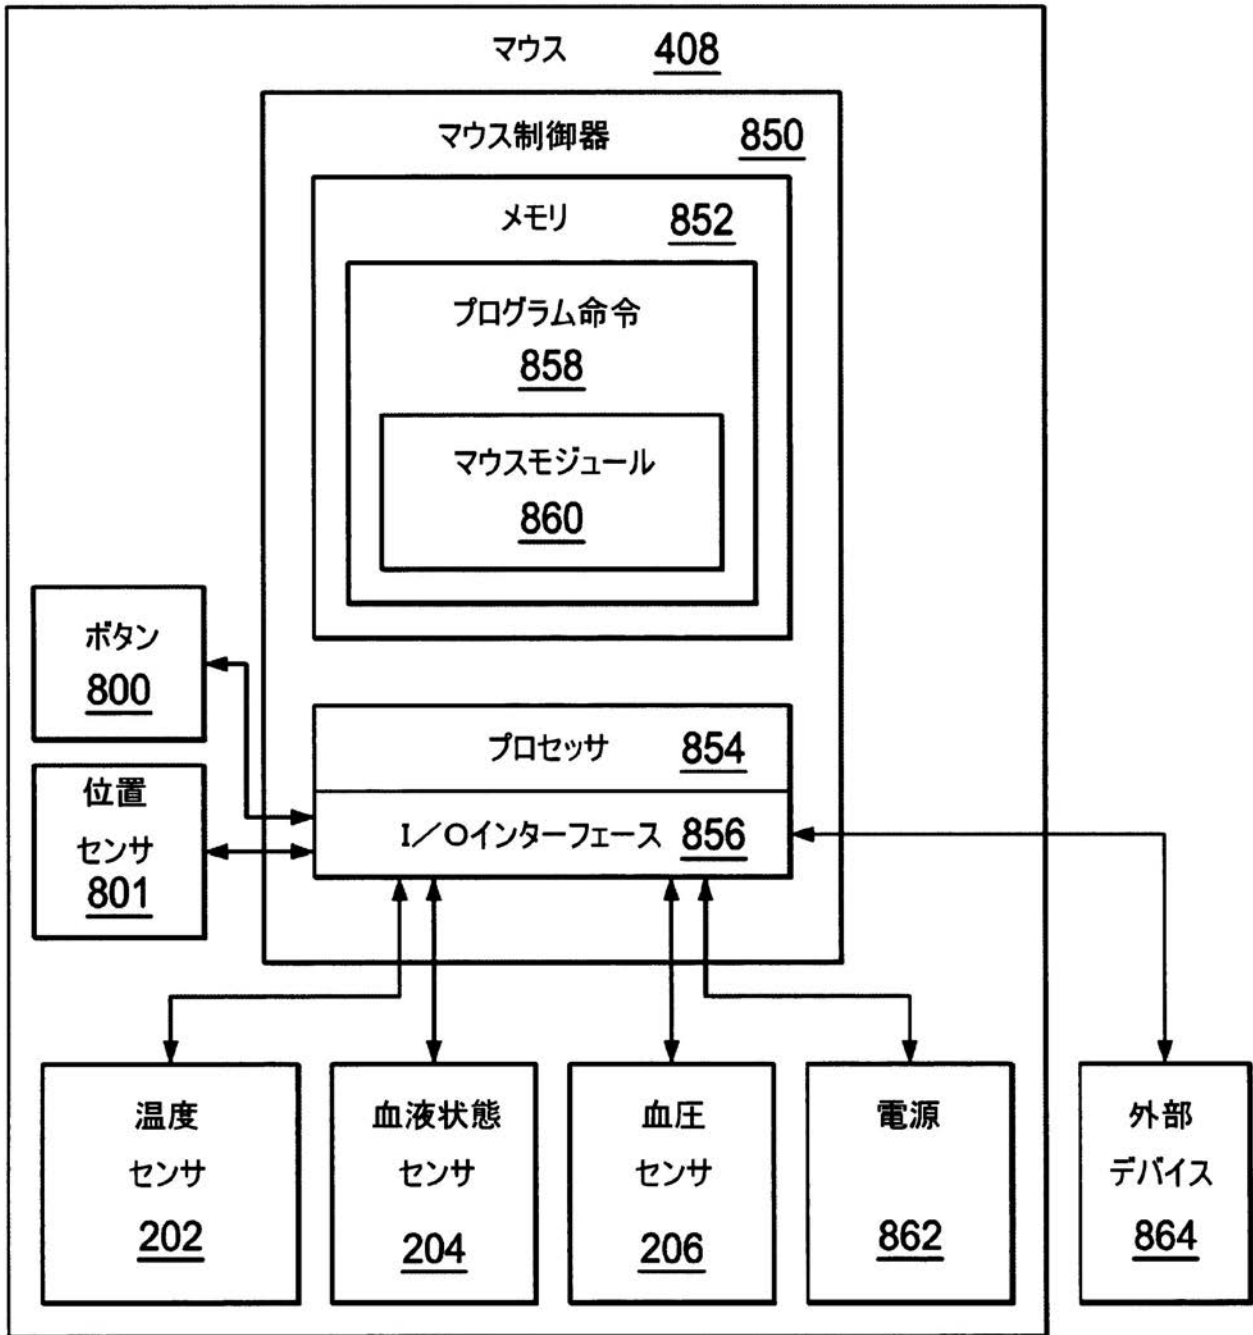 マウス 408
マウス制御器 850
メモリ 852
プログラム命令
858
マウスモジュール
860
ボタン
800
プロセッサ 854
位置
センサ
801
I／Oインターフェース 856
温度
センサ
202
血液状態
センサ
204
血圧
センサ
206
電源
862
外部
デバイス
864